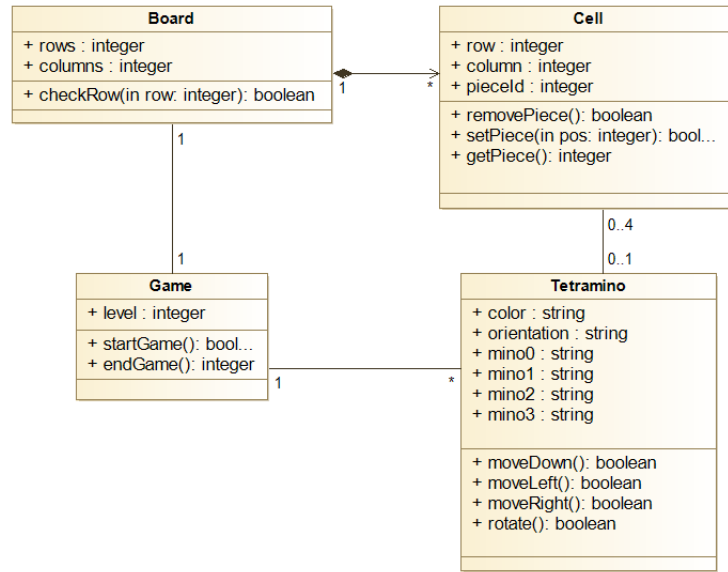 Board
+ rows : integer
+ columns : integer
+ checkRow(in row: integer): boolean
Cell
+ row : integer
+ column : integer
+ pieceId : integer
+ removePiece(): boolean
+ setPiece(in pos: integer): bool...
+ getPiece(): integer
1
*
1
1
0..4
0..1
Game
+ level : integer
+ startGame(): bool...
+ endGame(): integer
1
*
Tetramino
+ color : string
+ orientation : string
+ mino0 : string
+ mino1 : string
+ mino2 : string
+ mino3 : string
+ moveDown(): boolean
+ moveLeft(): boolean
+ moveRight(): boolean
+ rotate(): boolean